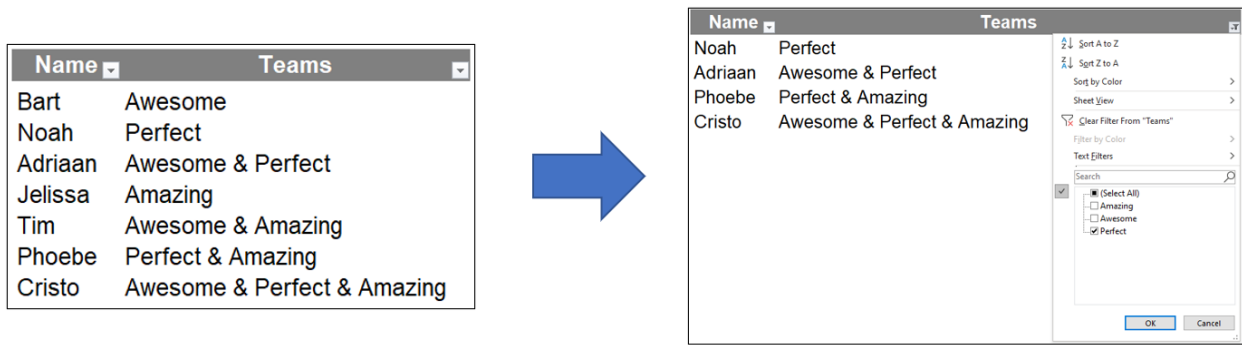 Name Teams
Bart Awesome
Noah Perfect
Adriaan Awesome & Perfect
Jelissa Amazing
Tim Awesome & Amazing
Phoebe Perfect & Amazing
Cristo Awesome & Perfect & Amazing
Name Teams
Noah Perfect
Adriaan Awesome & Perfect
Phoebe Perfect & Amazing
Cristo Awesome & Perfect & Amazing
Sort A to Z
Sort Z to A
Sort by Color
Sheet View
Clear Filter From "Teams"
Filter by Color
Text Filters
Search
(Select All)
Amazing
Awesome
Perfect
OK Cancel